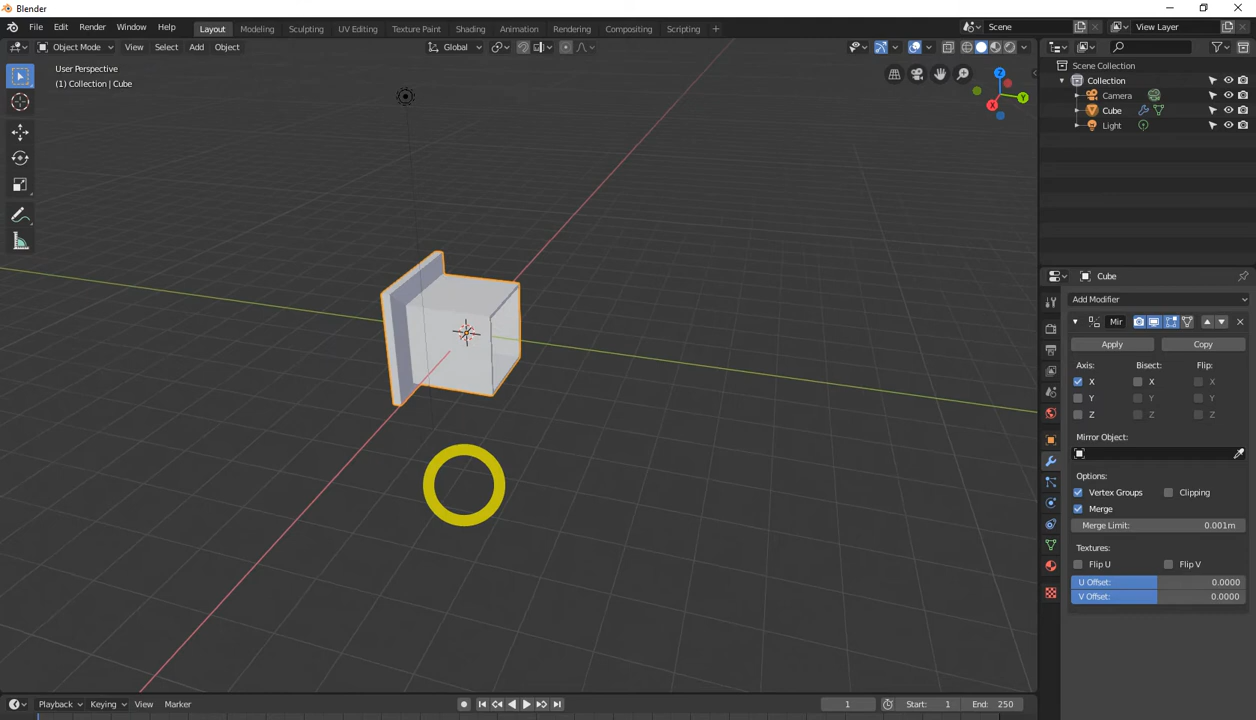 Blender
File Edit Render Window Help Layout Modeling Sculpting UV Editing Texture Paint Shading Animation Rendering Compositing Scripting + Scene View Layer
Object Mode View Select Add Object Global
User Perspective
(1) Collection | Cube
Z
Y
X
Scene Collection
Collection
Camera
Cube
Light
Cube
Add Modifier
Mir
Apply Copy
Axis: Bisect: Flip:
X X X
Y Y Y
Z Z Z
Mirror Object:
Options:
Vertex Groups Clipping
Merge
Merge Limit: 0.001m
Textures:
Flip U Flip V
U Offset: 0.0000
V Offset: 0.0000
Playback Keying View Marker 1 Start: 1 End: 250